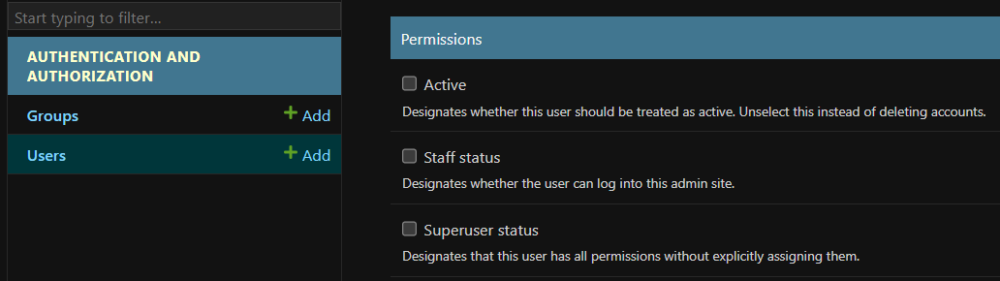 Start typing to filter...
AUTHENTICATION AND
AUTHORIZATION
Groups + Add
Users + Add
Permissions
Active
Designates whether this user should be treated as active. Unselect this instead of deleting accounts.
Staff status
Designates whether the user can log into this admin site.
Superuser status
Designates that this user has all permissions without explicitly assigning them.